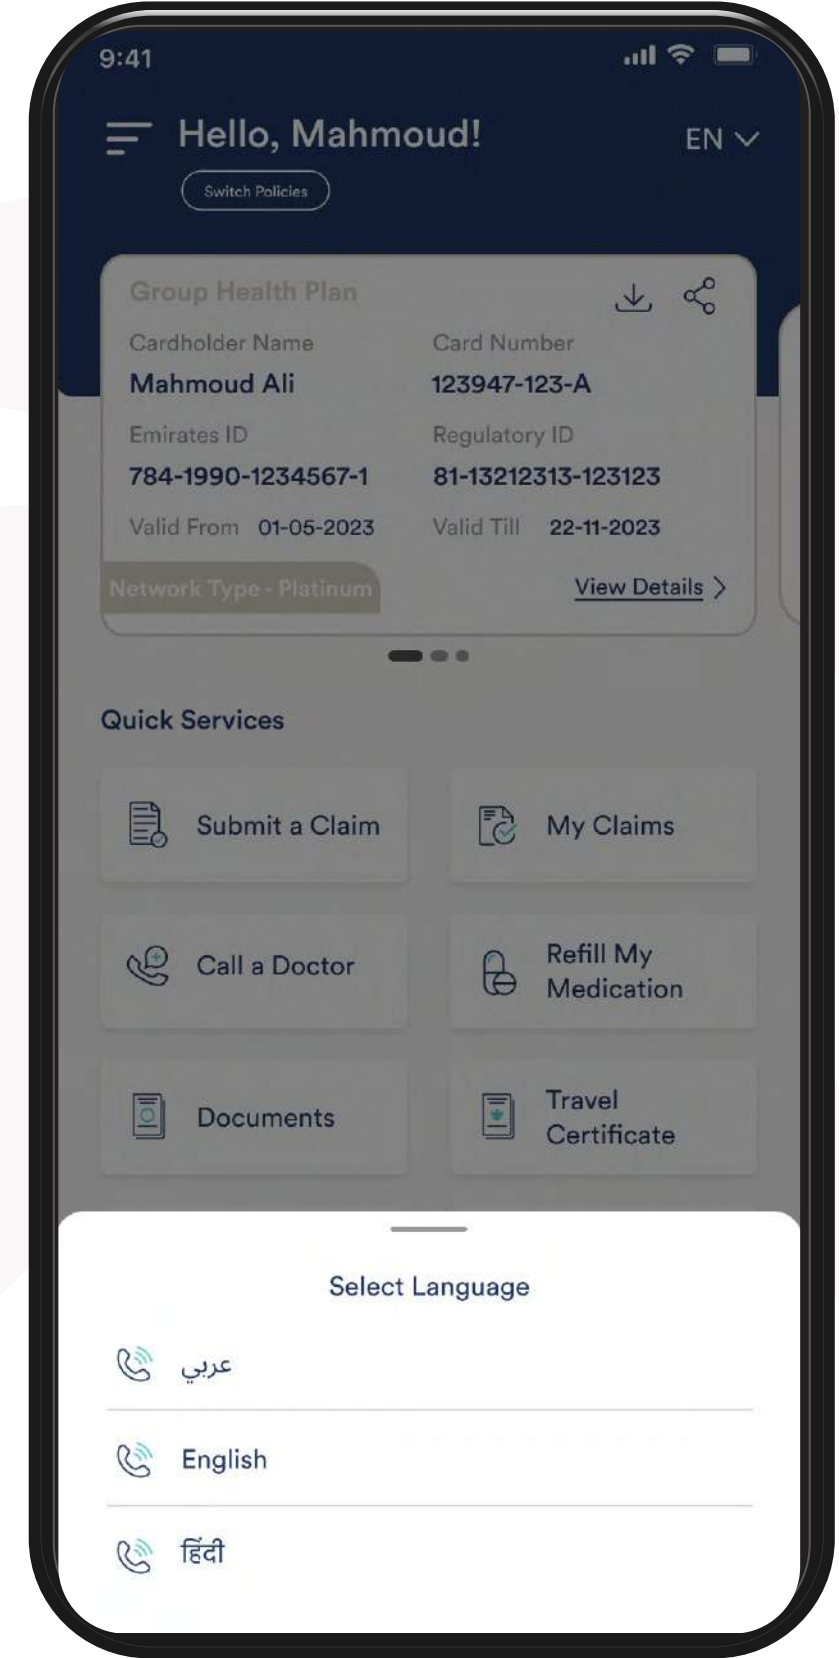 9:41
Hello, Mahmoud!
EN
Switch Policies
Group Health Plan
Cardholder Name
Card Number
Mahmoud Ali
123947-123-A
Emirates ID
Regulatory ID
784-1990-1234567-1
81-13212313-123123
Valid From 01-05-2023
Valid Till 22-11-2023
Network Type - Platinum
View Details
Quick Services
Submit a Claim
My Claims
Call a Doctor
Refill My
Medication
Documents
Travel
Certificate
Select Language
عربي
English
हिंदी